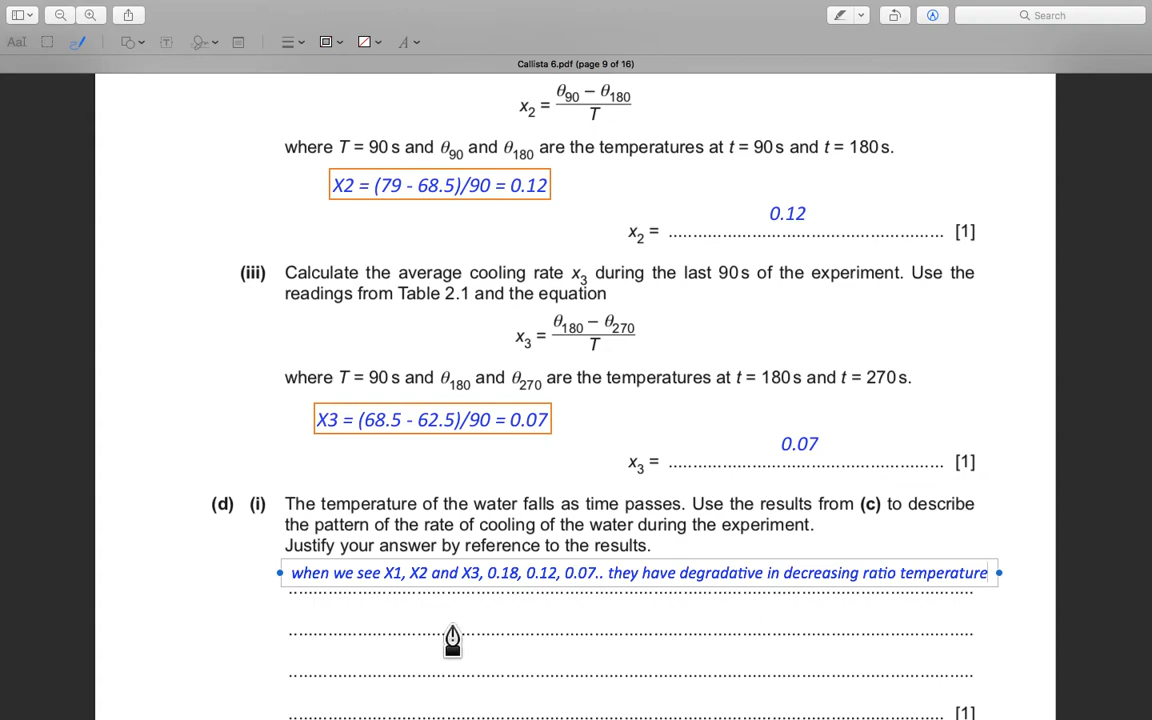 Search
AaI
Callista 6.pdf (page 9 of 16)
x2 = θ90 − θ180 / T
where T = 90 s and θ90 and θ180 are the temperatures at t = 90 s and t = 180 s.
X2 = (79 - 68.5)/90 = 0.12
0.12
x2 = ........................................................ [1]
(iii) Calculate the average cooling rate x3 during the last 90 s of the experiment. Use the
readings from Table 2.1 and the equation
x3 = θ180 − θ270 / T
where T = 90 s and θ180 and θ270 are the temperatures at t = 180 s and t = 270 s.
X3 = (68.5 - 62.5)/90 = 0.07
0.07
x3 = ........................................................ [1]
(d) (i) The temperature of the water falls as time passes. Use the results from (c) to describe
the pattern of the rate of cooling of the water during the experiment.
Justify your answer by reference to the results.
when we see X1, X2 and X3, 0.18, 0.12, 0.07.. they have degradative in decreasing ratio temperature
[1]